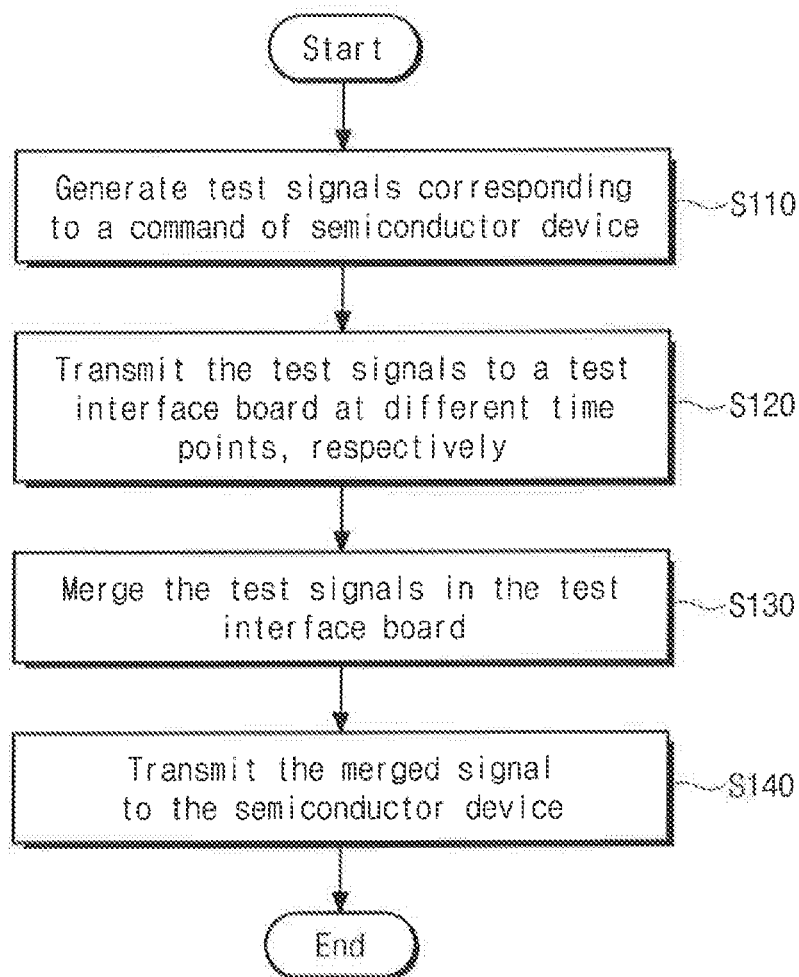 Start
Generate test signals corresponding
to a command of semiconductor device
S110
Transmit the test signals to a test
interface board at different time
points, respectively
S120
Merge the test signals in the test
interface board
S130
Transmit the merged signal
to the semiconductor device
S140
End